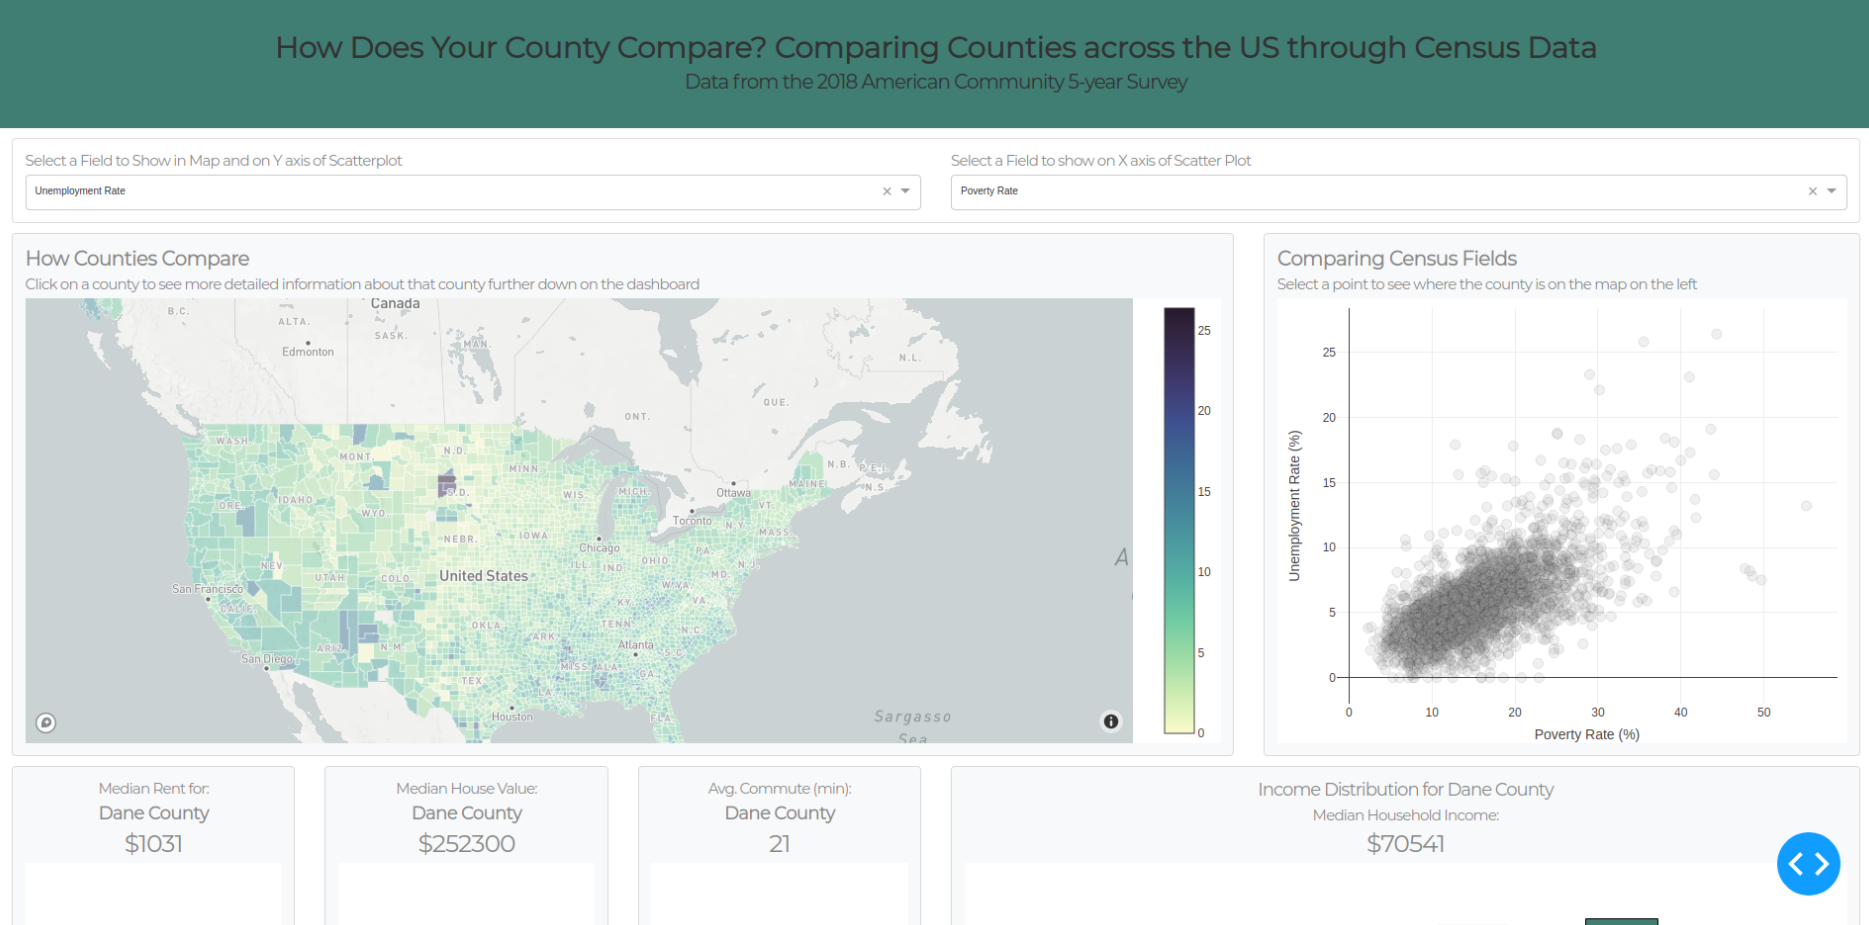 How Does Your County Compare? Comparing Counties across the US through Census Data
Data from the 2018 American Community 5-year Survey
Select a Field to Show in Map and on Y axis of Scatterplot
Unemployment Rate
Select a Field to show on X axis of Scatter Plot
Poverty Rate
How Counties Compare
Click on a county to see more detailed information about that county further down on the dashboard
Canada
B.C.
ALTA.
SASK.
MAN.
Edmonton
N.L.
ONT.
QUE.
WASH.
MONT.
N.D.
MINN.
N.B.
P.E.I.
MAINE
N.S.
Ottawa
S.D.
WIS.
MICH.
IDAHO
ORE.
WYO.
VT.
Toronto
N.Y.
MASS.
NEBR.
IOWA
Chicago
PA.
OHIO
N.J.
ILL.
IND.
NEV
UTAH
COLO.
United States
MD.
W.VA.
San Francisco
CALIF.
KY.
VA.
OKLA.
TENN.
N.C.
ARK.
ARIZ.
N.M.
Atlanta
S.C.
San Diego
MISS.
ALA.
GA.
TEX.
LA.
Houston
FLA.
Sargasso
Sea
A
25
20
15
10
5
0
Comparing Census Fields
Select a point to see where the county is on the map on the left
25
20
15
10
5
0
Unemployment Rate (%)
0
10
20
30
40
50
Poverty Rate (%)
Median Rent for:
Dane County
$1031
Median House Value:
Dane County
$252300
Avg. Commute (min):
Dane County
21
Income Distribution for Dane County
Median Household Income:
$70541